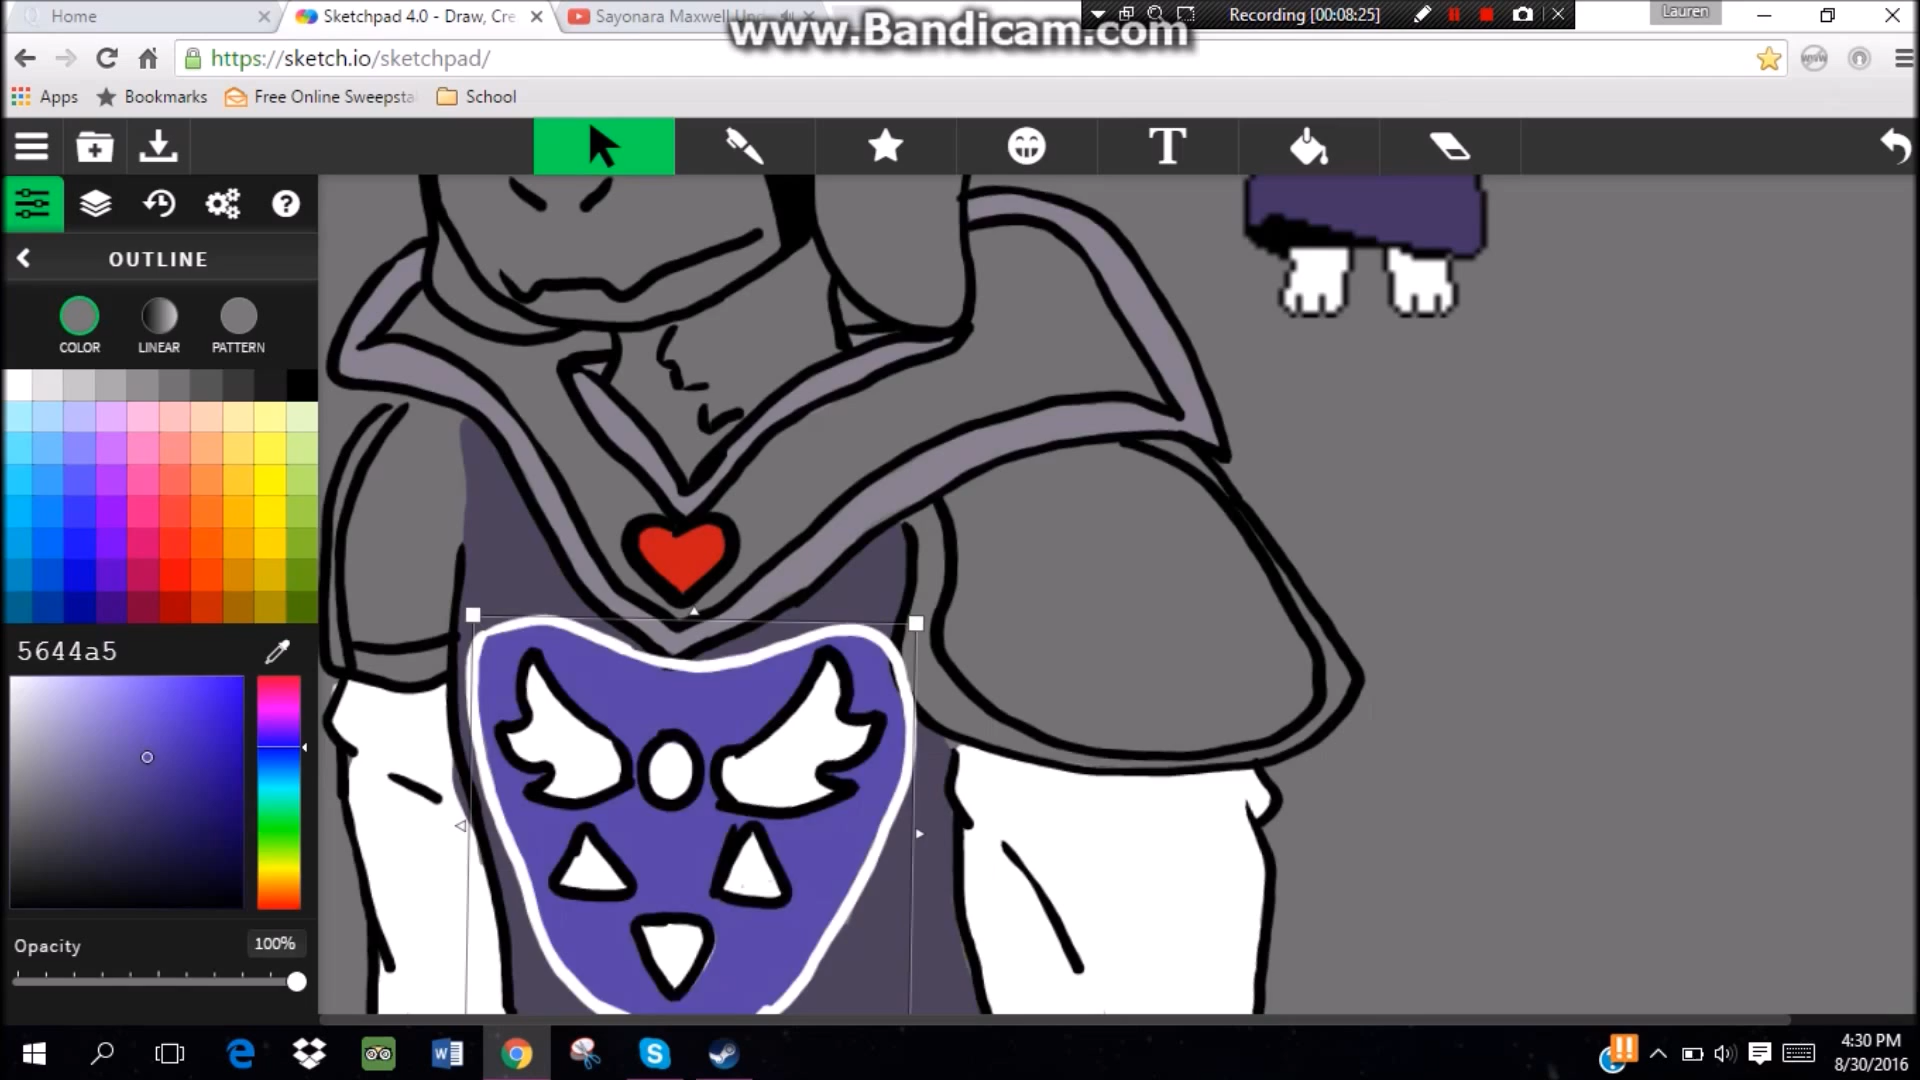 Home
Sketchpad 4.0 - Draw, Cre
Sayonara Maxwell Und
Recording [00:08:25]
Lauren
www.Bandicam.com
https://sketch.io/sketchpad/
Apps
Bookmarks
Free Online Sweepsta
School
T
OUTLINE
COLOR
LINEAR
PATTERN
5644a5
Opacity
100%
4:30 PM
8/30/2016